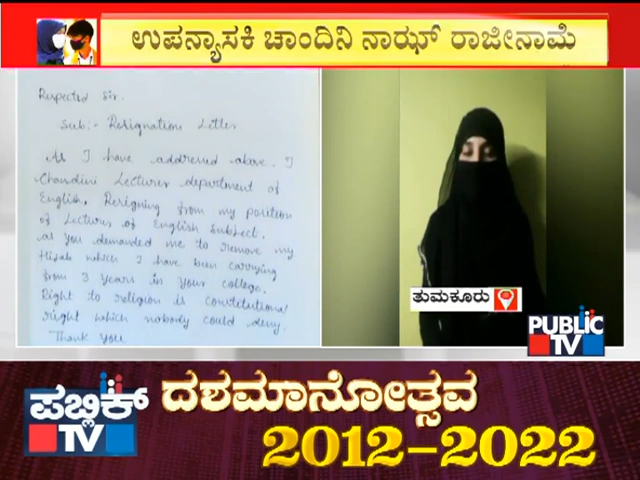 ಉಪನ್ಯಾಸಕಿ ಚಾಂದಿನಿ ನಾಝ್ ರಾಜೀನಾಮೆ
Respected Sir.
Sub:- Resignation Letter
As I have addressed above. I
Chandini Lecturer department of
English, Resigning from my position
of Lecturer of English Subject.
as you demanded me to remove my
Hijab which I have been carrying
from 3 years in your college.
Right to religion is constitutional
right which nobody could deny.
Thank you
ತುಮಕೂರು
PUBLIC
TV
ಪಬ್ಲಿಕ್
TV
ದಶಮಾನೋತ್ಸವ
2012-2022